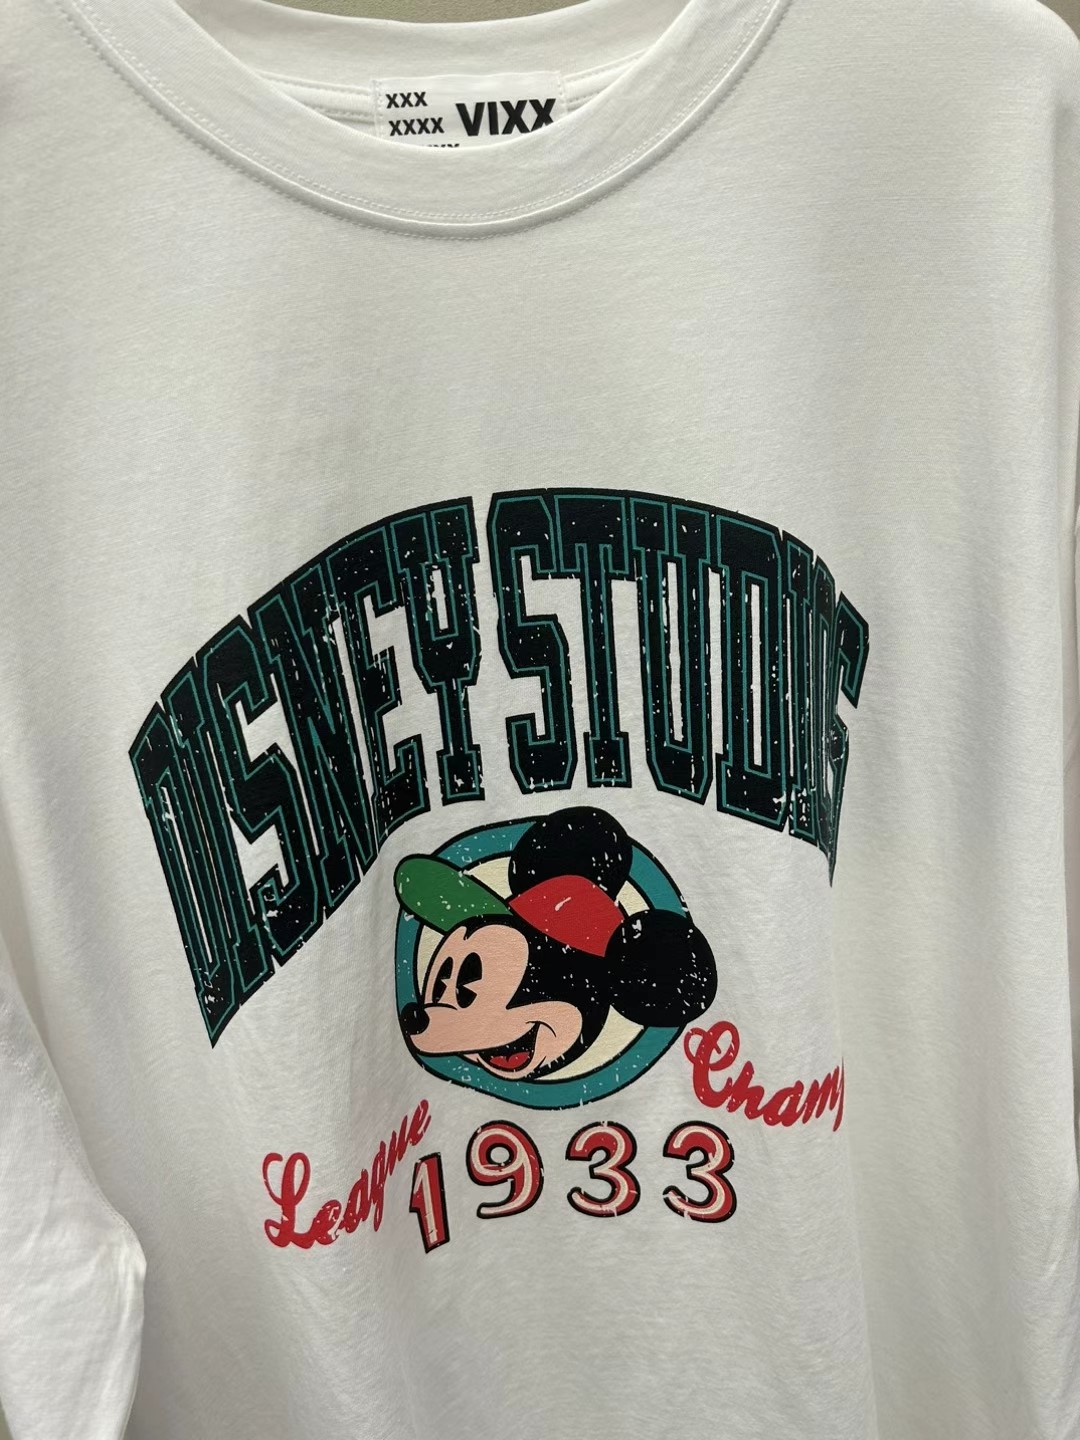 XXX
XXXX VIXX
DISNEY STUDIOS
League Champ
1933